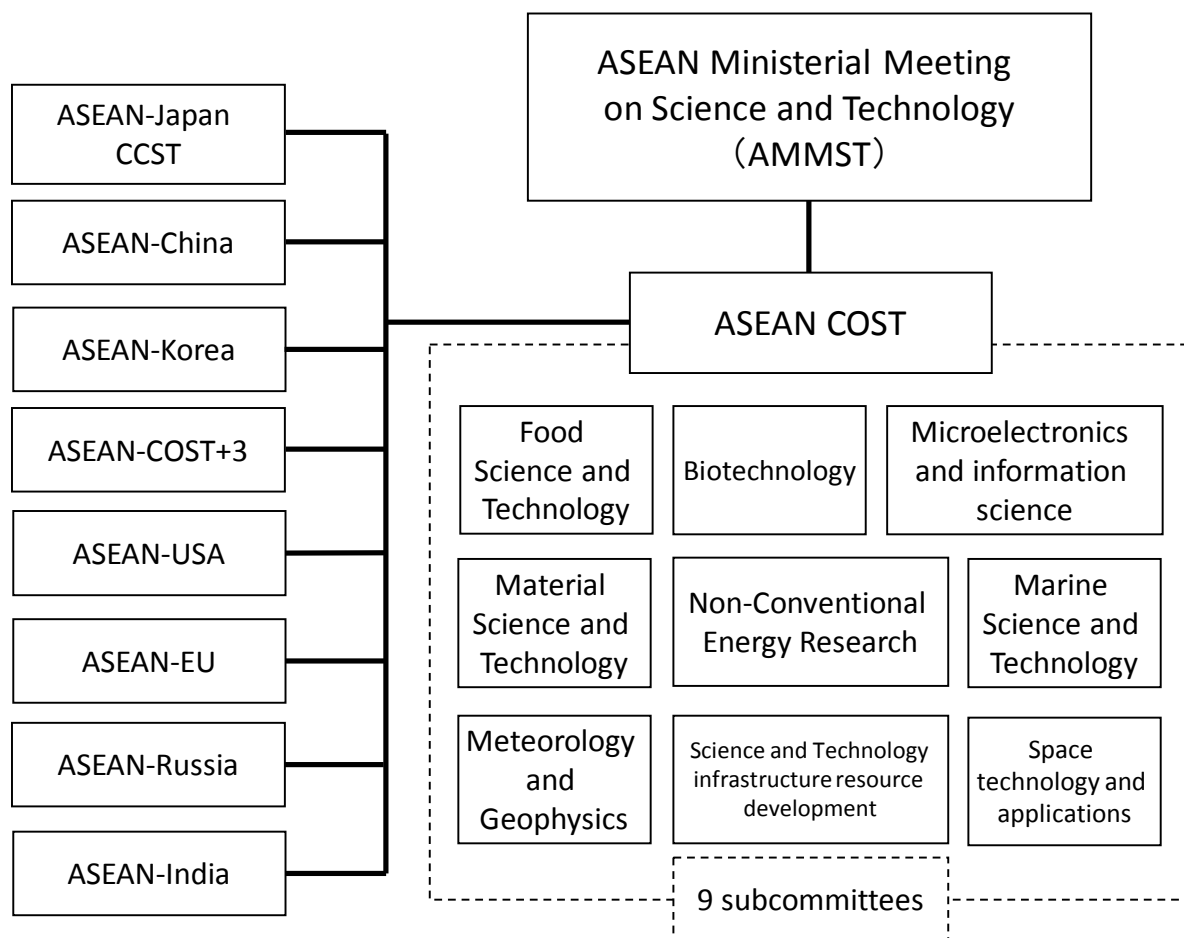 ASEAN Ministerial Meeting
on Science and Technology
（AMMST）
ASEAN COST
ASEAN-Japan
CCST
ASEAN-China
ASEAN-Korea
ASEAN-COST+3
ASEAN-USA
ASEAN-EU
ASEAN-Russia
ASEAN-India
Food
Science and
Technology
Biotechnology
Microelectronics
and information
science
Material
Science and
Technology
Non-Conventional
Energy Research
Marine
Science and
Technology
Meteorology
and
Geophysics
Science and Technology
infrastructure resource
development
Space
technology and
applications
9 subcommittees